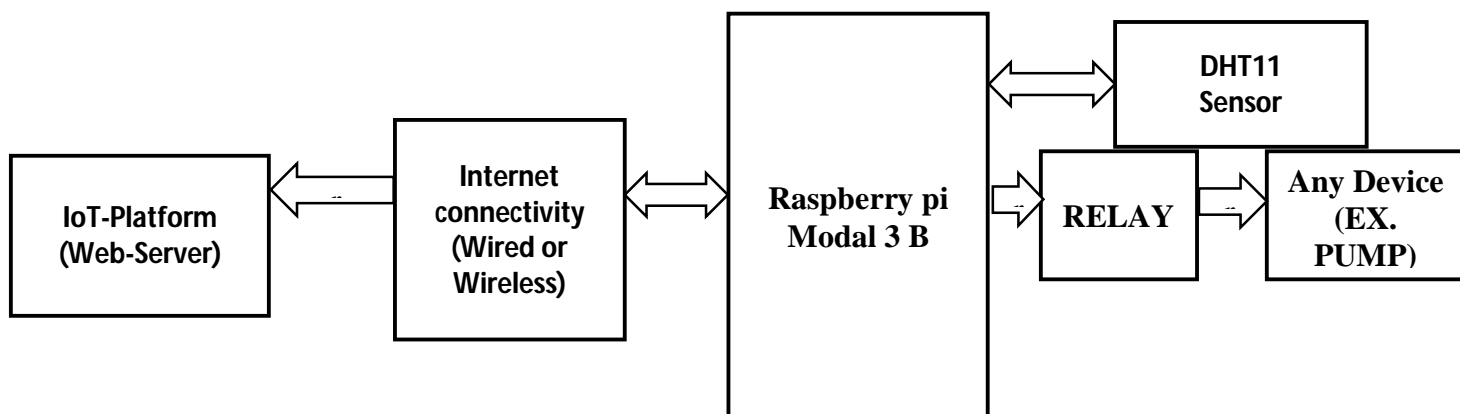 IoT-Platform
(Web-Server)
Internet
connectivity
(Wired or
Wireless)
Raspberry pi
Modal 3 B
DHT11
Sensor
RELAY
Any Device
(EX.
PUMP)